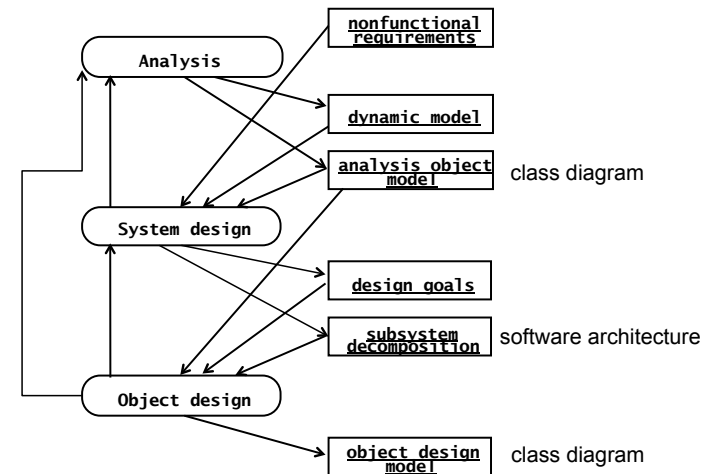 nonfunctional
requirements
Analysis
dynamic model
analysis object
model
class diagram
System design
design goals
subsystem
decomposition
software architecture
Object design
object design
model
class diagram